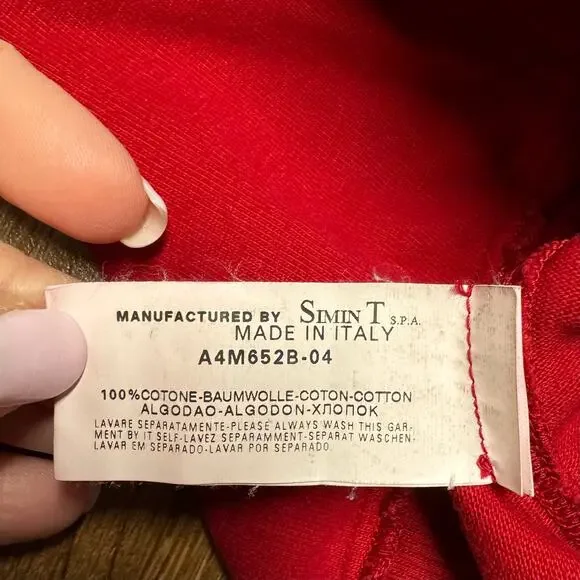 MANUFACTURED BY SIMIN T S.P.A.
MADE IN ITALY
A4M652B-04
100%COTONE-BAUMWOLLE-COTON-COTTON
ALGODAO-ALGODON-ХЛОПОК
LAVARE SEPARATAMENTE-PLEASE ALWAYS WASH THIS GAR-
MENT BY IT SELF-LAVEZ SEPARAMMENT-SEPARAT WASCHEN-
LAVAR EM SEPARADO-LAVAR POR SEPARADO.